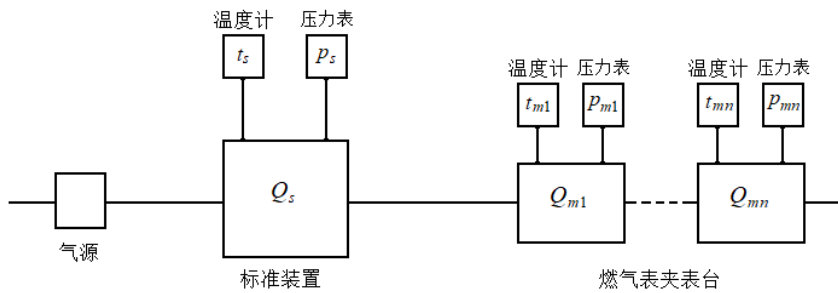 温度计 压力表
t_s p_s
温度计 压力表 温度计 压力表
t_m1 p_m1 t_mn p_mn
Q_s Q_m1 Q_mn
气源
标准装置 燃气表夹表台